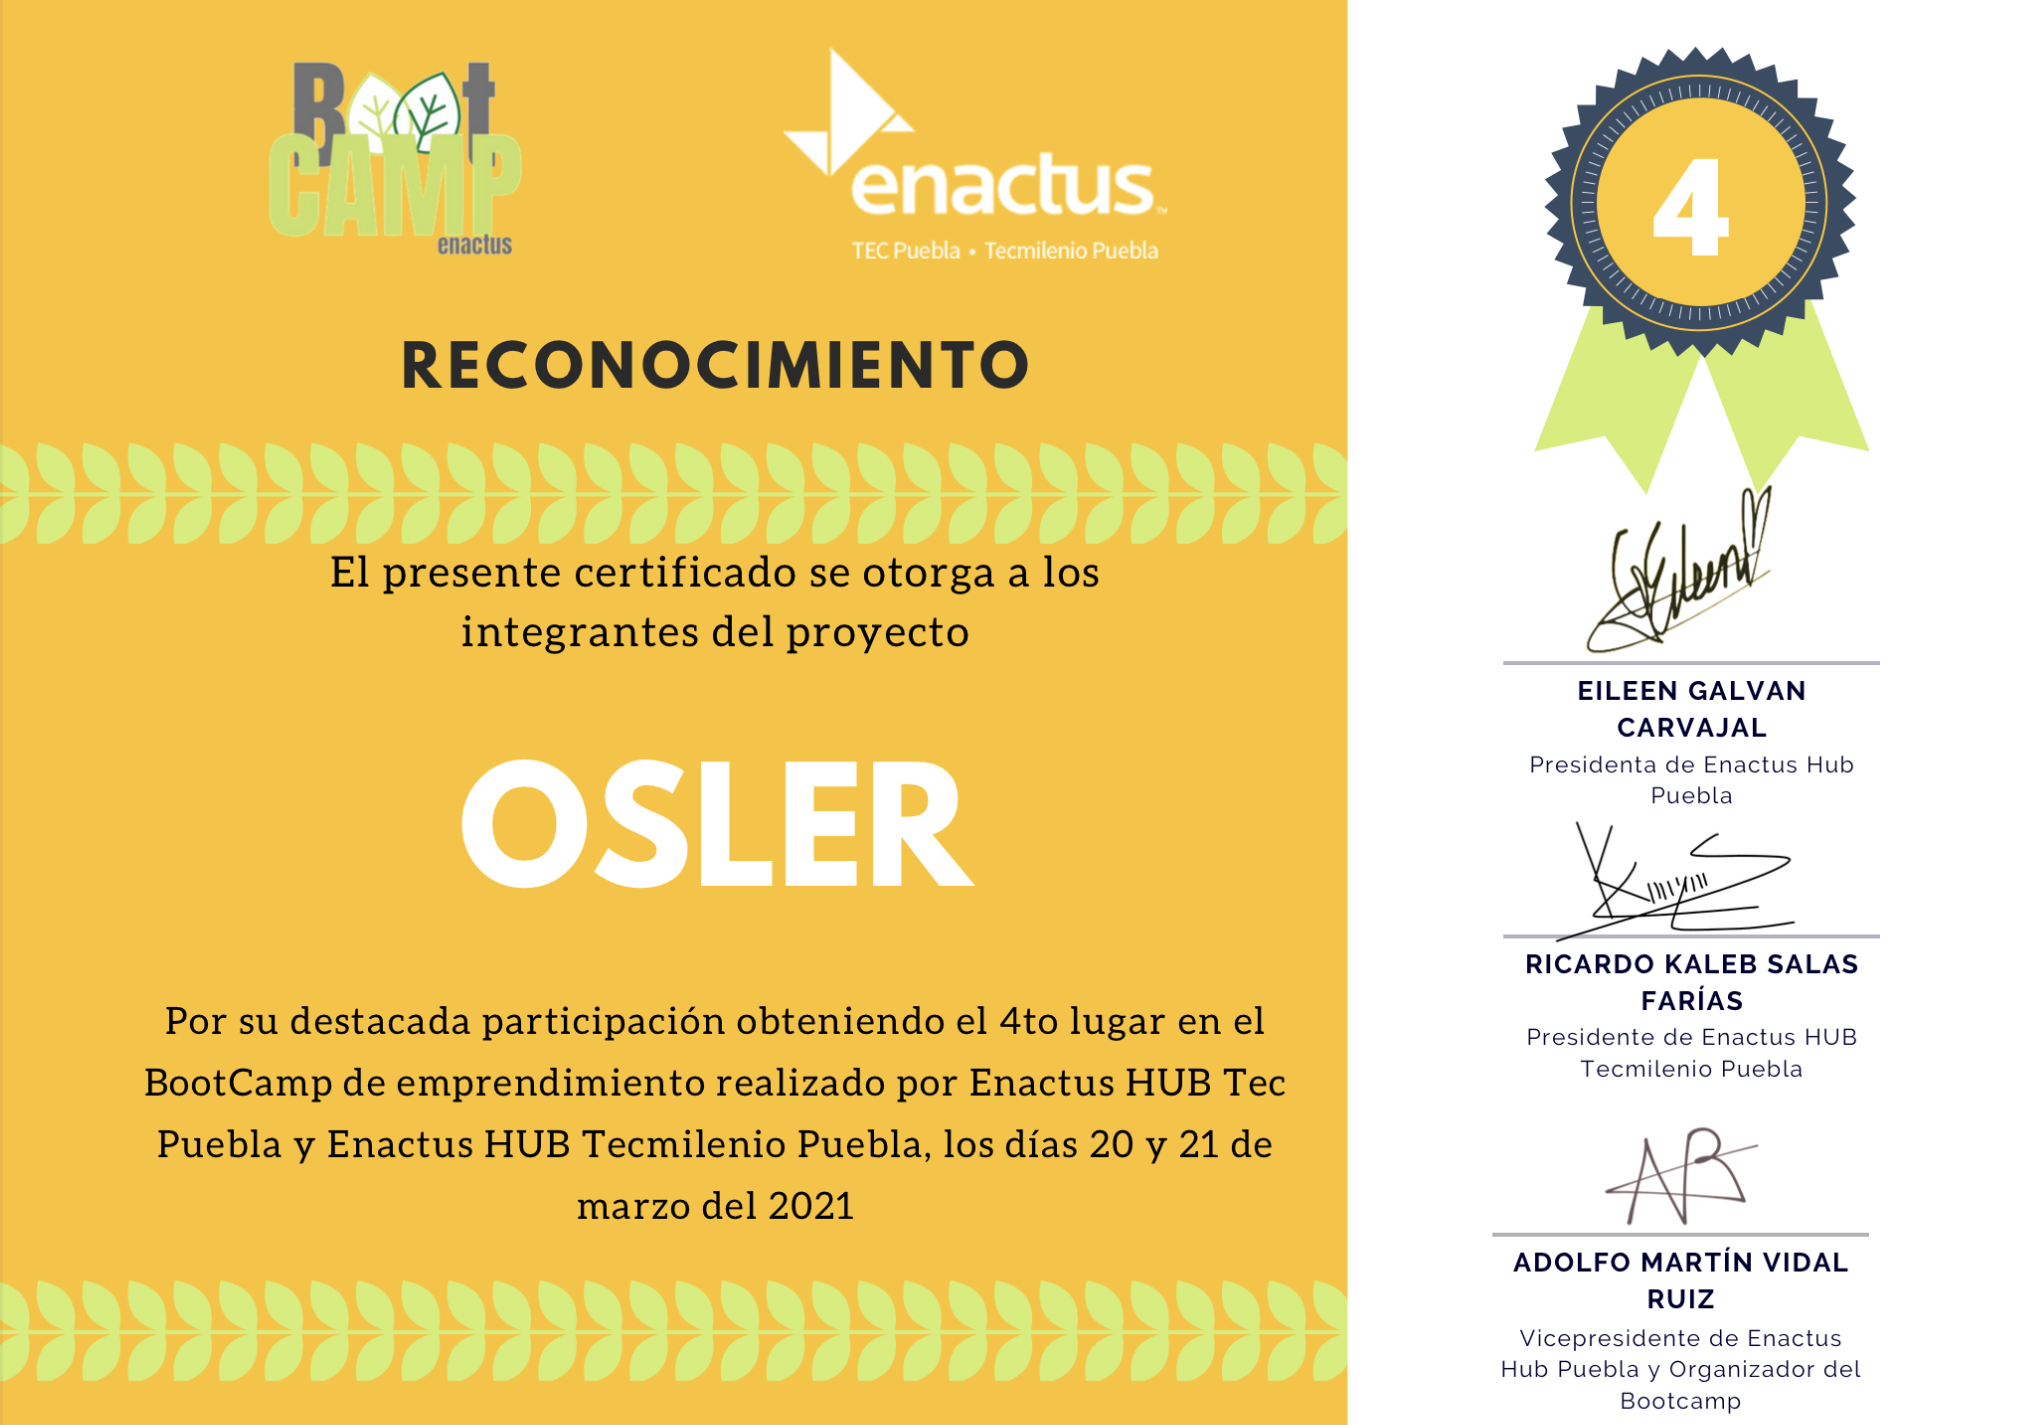 Boot
CAMP
enactus
enactus™
TEC Puebla • Tecmilenio Puebla
RECONOCIMIENTO
El presente certificado se otorga a los
integrantes del proyecto
OSLER
Por su destacada participación obteniendo el 4to lugar en el
BootCamp de emprendimiento realizado por Enactus HUB Tec
Puebla y Enactus HUB Tecmilenio Puebla, los días 20 y 21 de
marzo del 2021
4
Eileen
EILEEN GALVAN
CARVAJAL
Presidenta de Enactus Hub
Puebla
RICARDO KALEB SALAS
FARÍAS
Presidente de Enactus HUB
Tecmilenio Puebla
AR
ADOLFO MARTÍN VIDAL
RUIZ
Vicepresidente de Enactus
Hub Puebla y Organizador del
Bootcamp